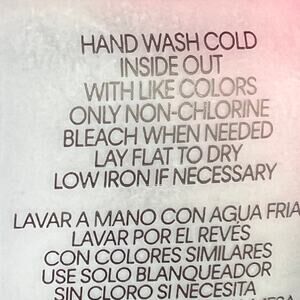 HAND WASH COLD
INSIDE OUT
WITH LIKE COLORS
ONLY NON-CHLORINE
BLEACH WHEN NEEDED
LAY FLAT TO DRY
LOW IRON IF NECESSARY
LAVAR A MANO CON AGUA FRIA
LAVAR POR EL REVÉS
CON COLORES SIMILARES
USE SOLO BLANQUEADOR
SIN CLORO SI NECESITA